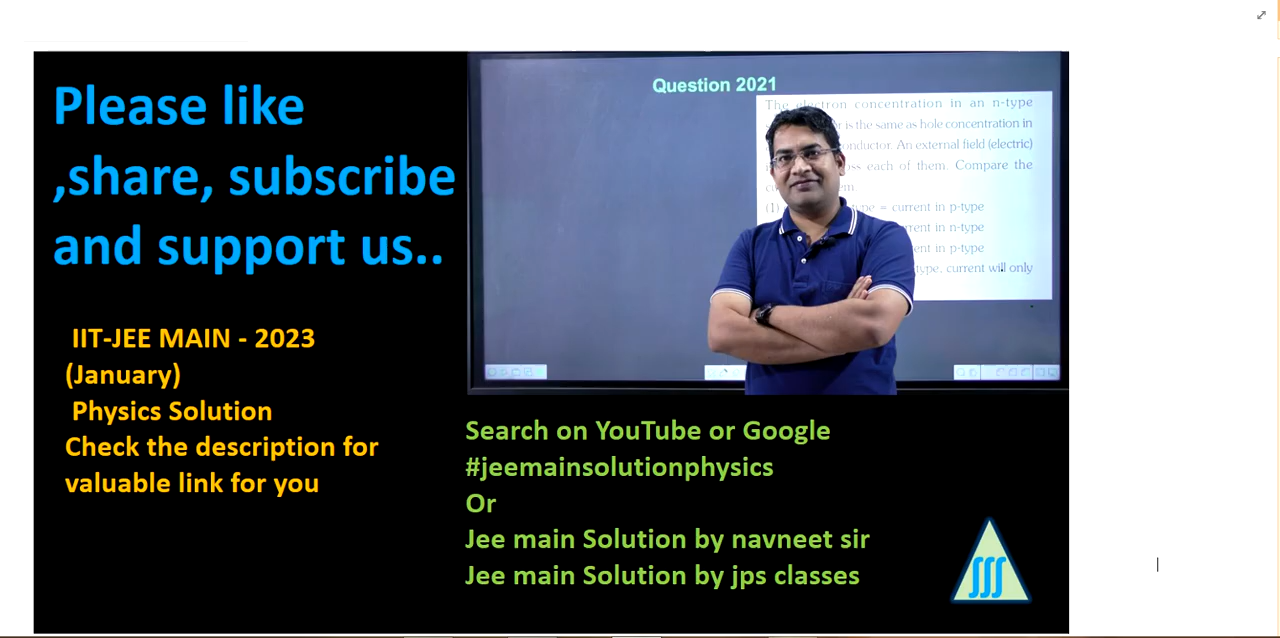 Please like
,share, subscribe
and support us..
IIT-JEE MAIN - 2023
(January)
Physics Solution
Check the description for
valuable link for you
Question 2021
The electron concentration in an n-type
is the same as hole concentration in
An external field (electric)
each of them. Compare the
(1)
= current in p-type
in n-type
in p-type
type, current will only
Search on YouTube or Google
#jeemainsolutionphysics
Or
Jee main Solution by navneet sir
Jee main Solution by jps classes